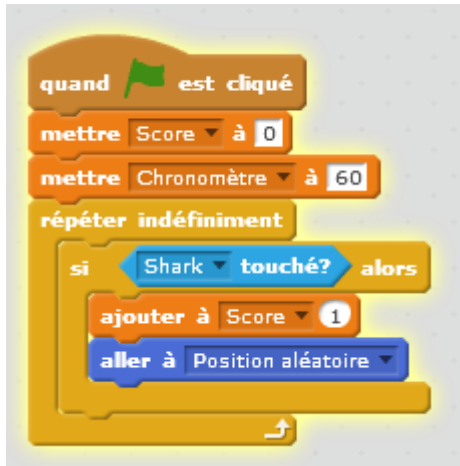 quand est cliqué
mettre Score à 0
mettre Chronomètre à 60
répéter indéfiniment
si Shark touché? alors
ajouter à Score 1
aller à Position aléatoire